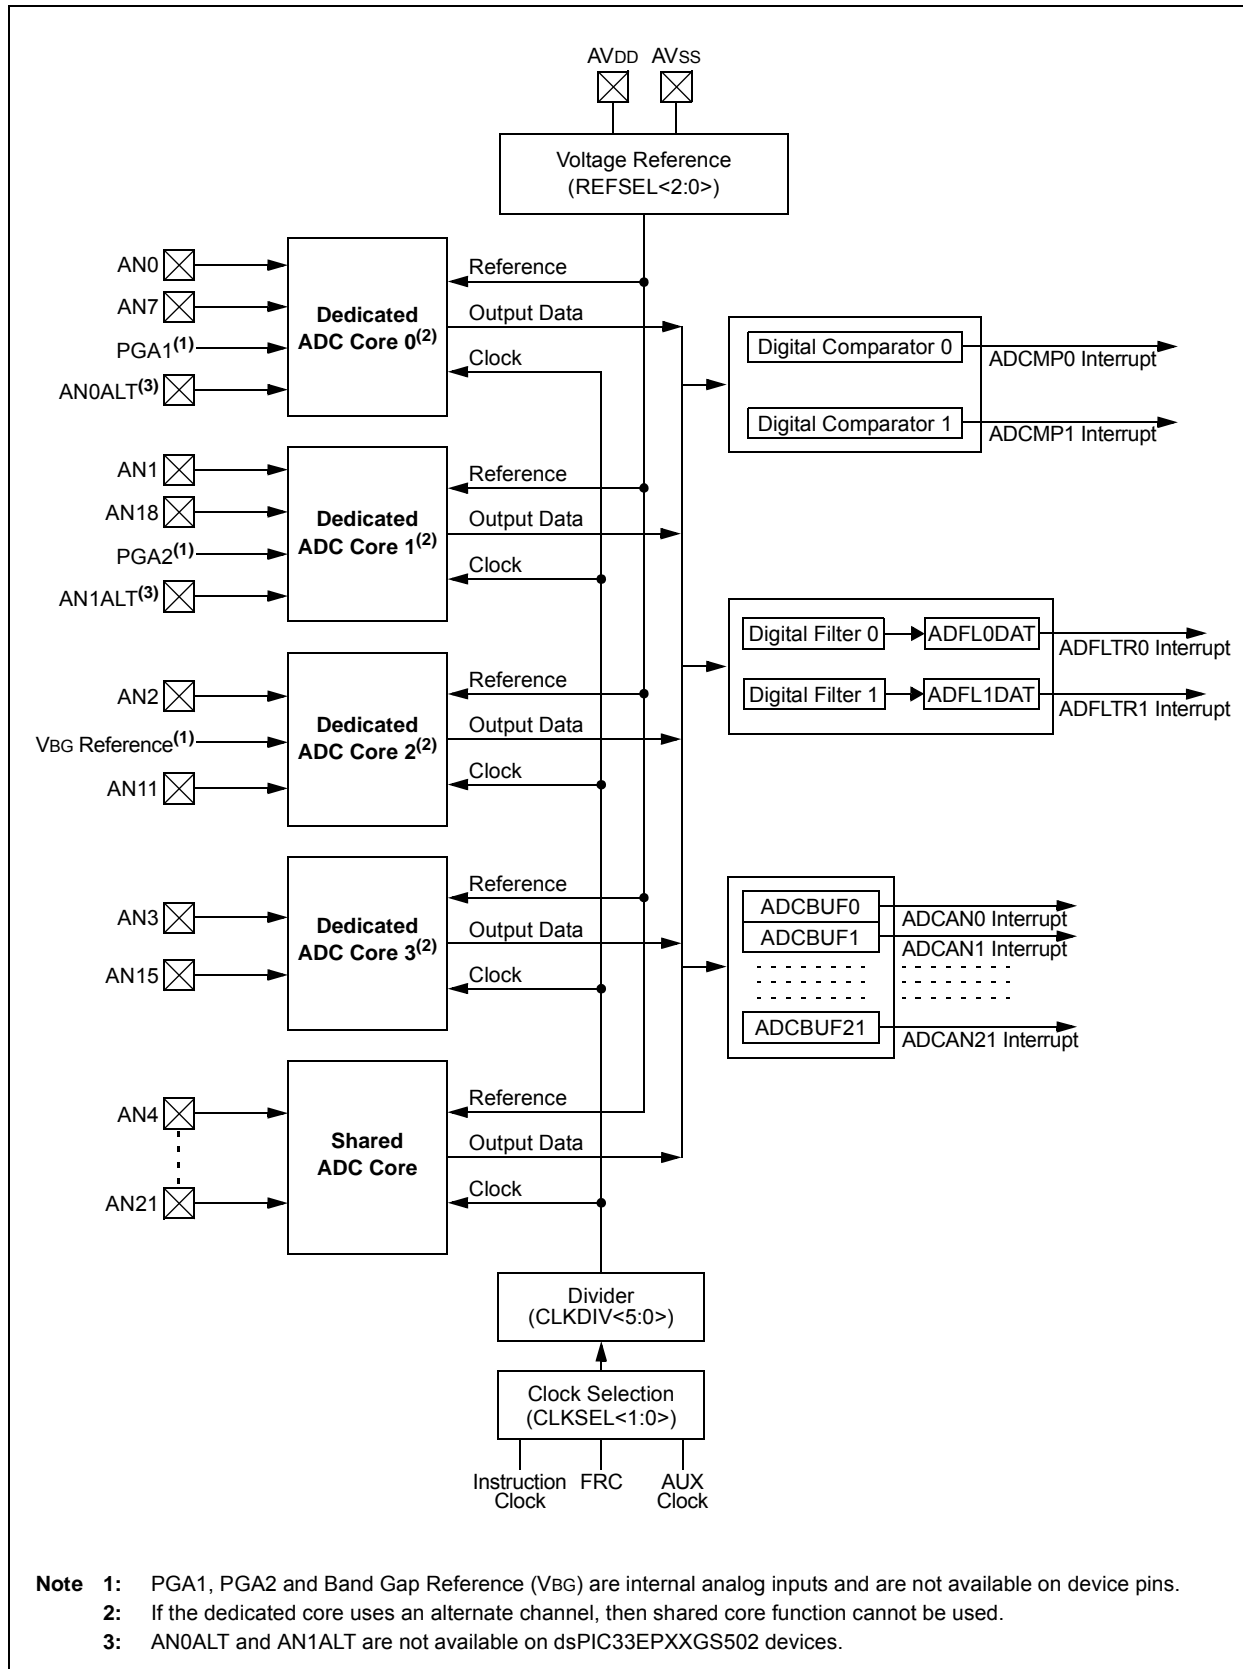 AVDD AVSS
Voltage Reference
(REFSEL<2:0>)
AN0
AN7
PGA1(1)
AN0ALT(3)
Dedicated
ADC Core 0(2)
Reference
Output Data
Clock
Digital Comparator 0
ADCMP0 Interrupt
Digital Comparator 1
ADCMP1 Interrupt
AN1
AN18
PGA2(1)
AN1ALT(3)
Dedicated
ADC Core 1(2)
Reference
Output Data
Clock
Digital Filter 0
ADFL0DAT
ADFLTR0 Interrupt
Digital Filter 1
ADFL1DAT
ADFLTR1 Interrupt
AN2
VBG Reference(1)
AN11
Dedicated
ADC Core 2(2)
Reference
Output Data
Clock
AN3
AN15
Dedicated
ADC Core 3(2)
Reference
Output Data
Clock
ADCBUF0
ADCAN0 Interrupt
ADCBUF1
ADCAN1 Interrupt
ADCBUF21
ADCAN21 Interrupt
AN4
AN21
Shared
ADC Core
Reference
Output Data
Clock
Divider
(CLKDIV<5:0>)
Clock Selection
(CLKSEL<1:0>)
Instruction
Clock
FRC
AUX
Clock
Note 1: PGA1, PGA2 and Band Gap Reference (VBG) are internal analog inputs and are not available on device pins.
2: If the dedicated core uses an alternate channel, then shared core function cannot be used.
3: AN0ALT and AN1ALT are not available on dsPIC33EPXXGS502 devices.